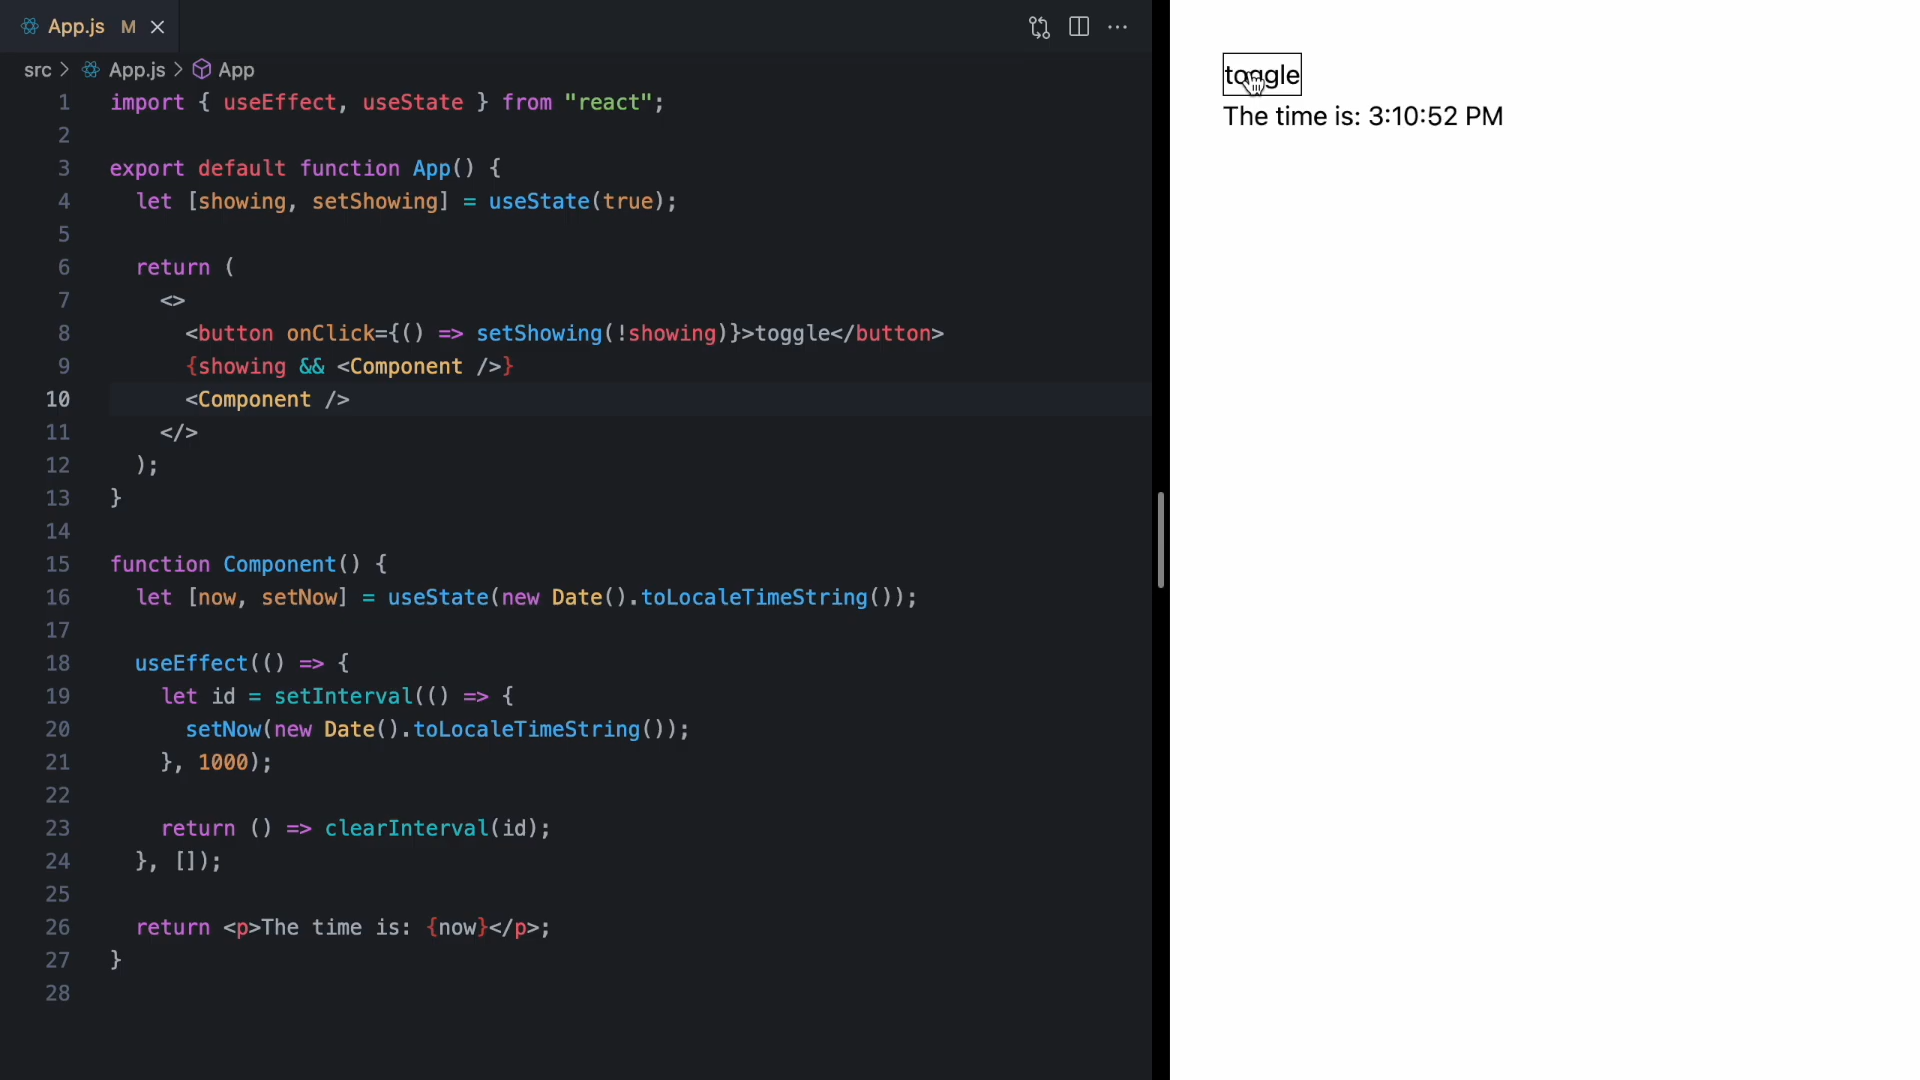 App.js M
src > App.js > App
1 import { useEffect, useState } from "react";
2
3 export default function App() {
4 let [showing, setShowing] = useState(true);
5
6 return (
7 <>
8 <button onClick={() => setShowing(!showing)}>toggle</button>
9 {showing && <Component />}
10 <Component />
11 </>
12 );
13 }
14
15 function Component() {
16 let [now, setNow] = useState(new Date().toLocaleTimeString());
17
18 useEffect(() => {
19 let id = setInterval(() => {
20 setNow(new Date().toLocaleTimeString());
21 }, 1000);
22
23 return () => clearInterval(id);
24 }, []);
25
26 return <p>The time is: {now}</p>;
27 }
28
toggle
The time is: 3:10:52 PM